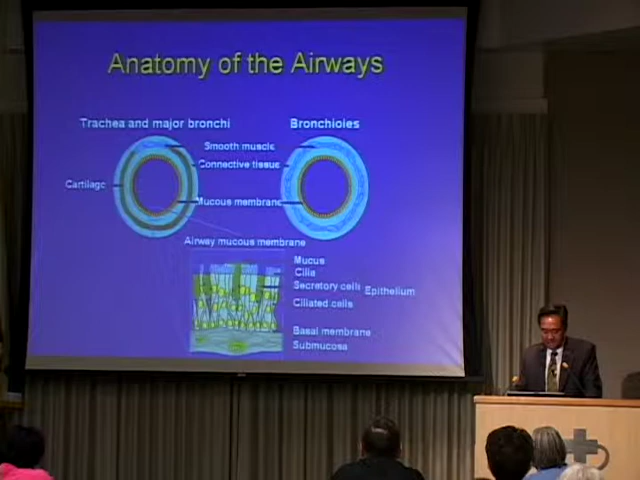 Anatomy of the Airways
Trachea and major bronchi
Bronchioles
Smooth muscle
Connective tissue
Cartilage
Mucous membrane
Airway mucous membrane
Mucus
Cilia
Secretory cells
Epithelium
Ciliated cells
Basal membrane
Submucosa